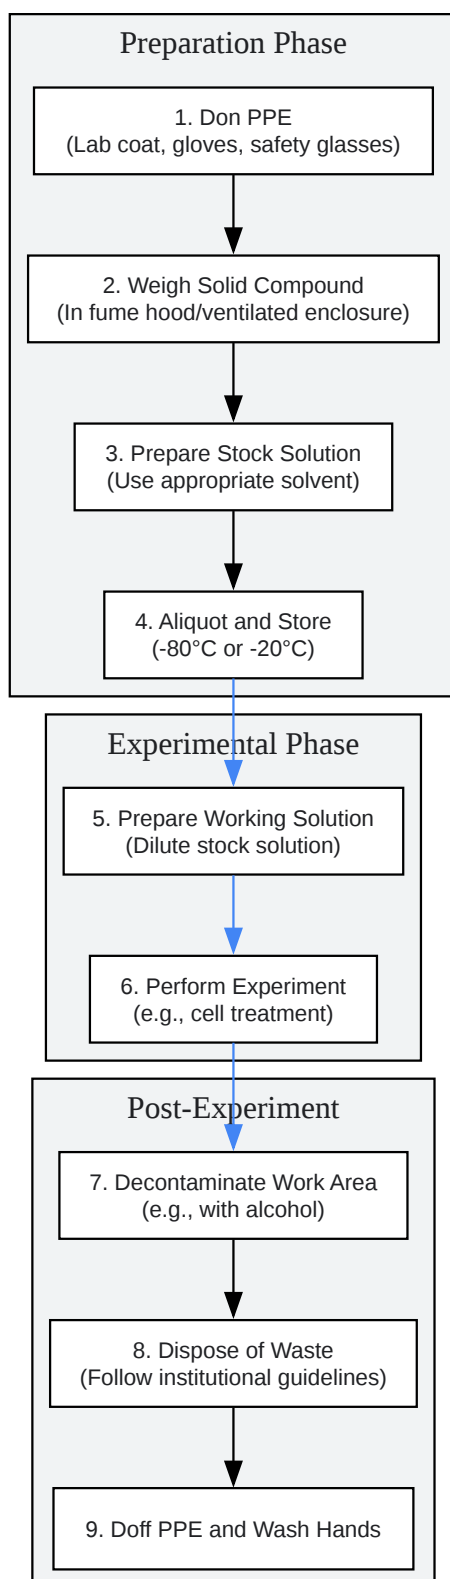 Preparation Phase
1. Don PPE
(Lab coat, gloves, safety glasses)
2. Weigh Solid Compound
(In fume hood/ventilated enclosure)
3. Prepare Stock Solution
(Use appropriate solvent)
4. Aliquot and Store
(-80°C or -20°C)
Experimental Phase
5. Prepare Working Solution
(Dilute stock solution)
6. Perform Experiment
(e.g., cell treatment)
Post-Experiment
7. Decontaminate Work Area
(e.g., with alcohol)
8. Dispose of Waste
(Follow institutional guidelines)
9. Doff PPE and Wash Hands